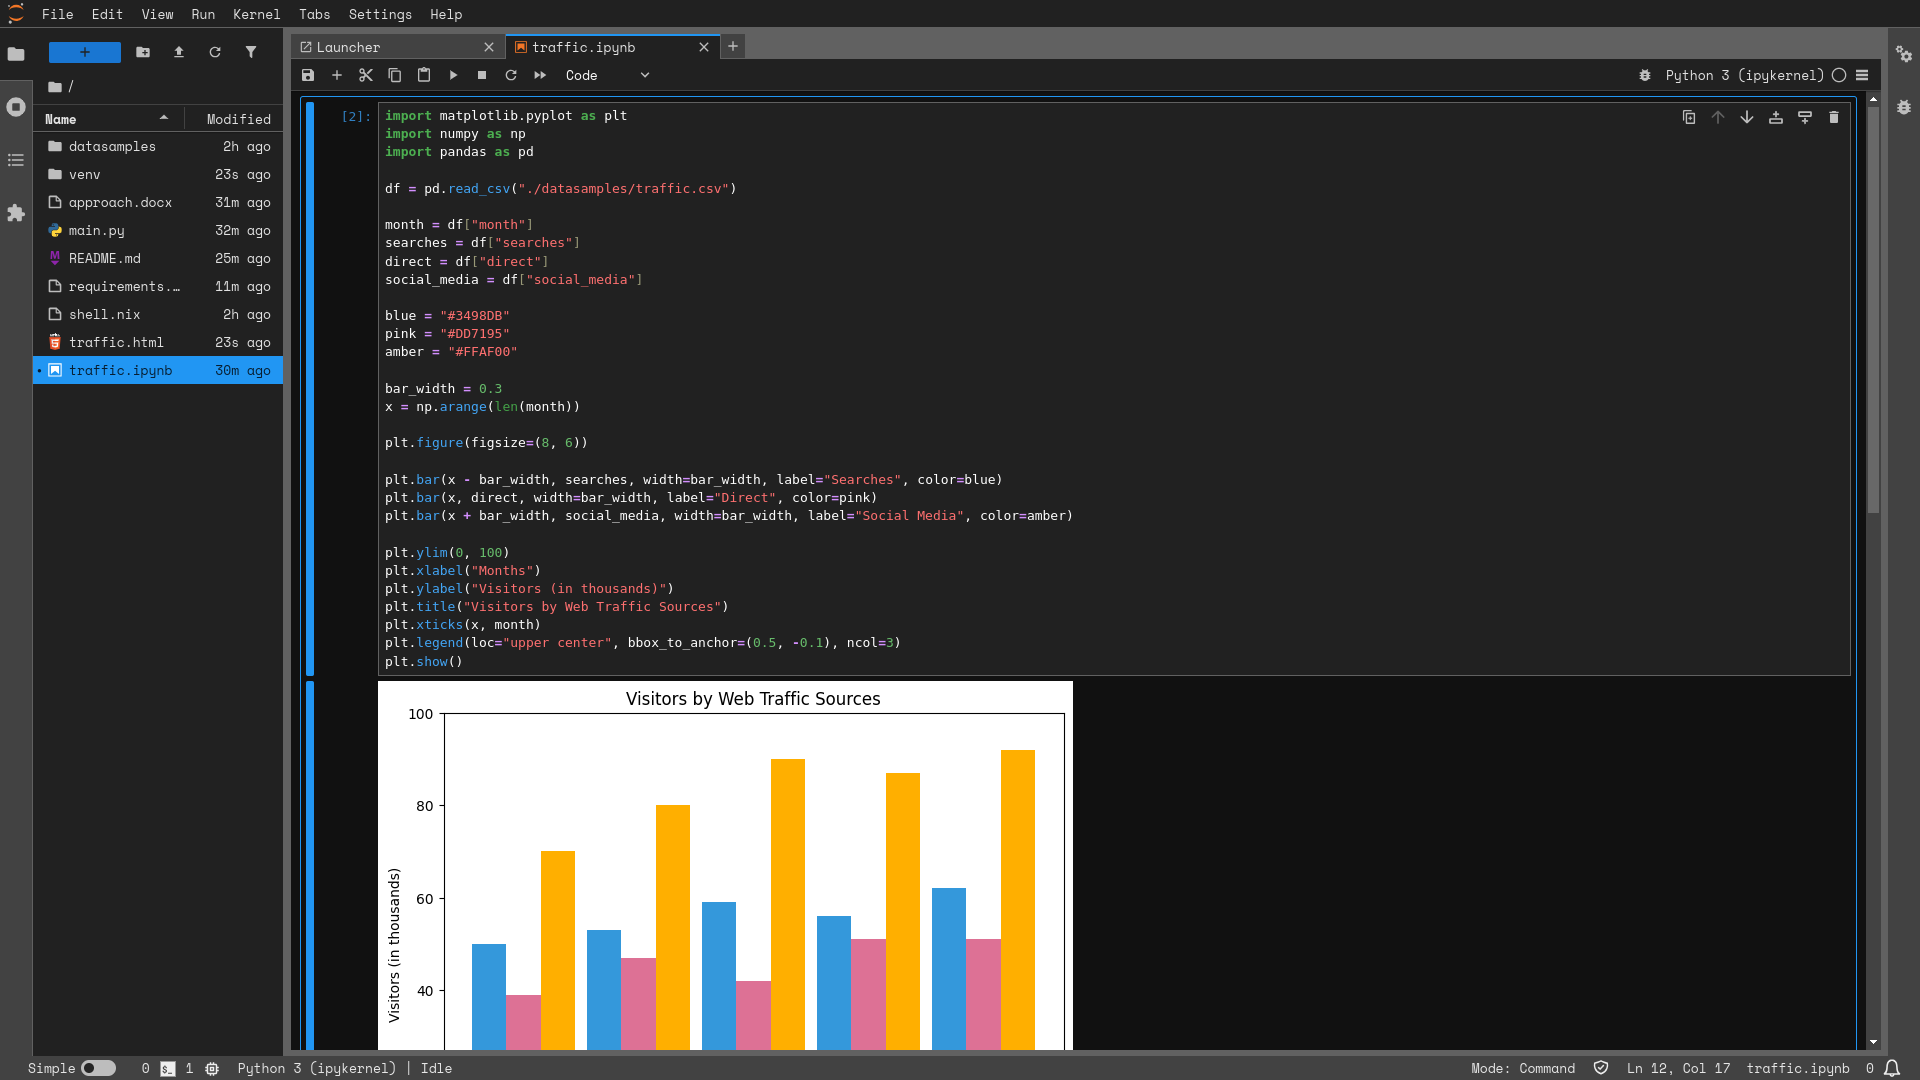 File Edit View Run Kernel Tabs Settings Help
Launcher
traffic.ipynb
Code
Python 3 (ipykernel)
/
Name Modified
datasamples 2h ago
venv 23s ago
approach.docx 31m ago
main.py 32m ago
README.md 25m ago
requirements.… 11m ago
shell.nix 2h ago
traffic.html 23s ago
traffic.ipynb 30m ago
[2]:
import matplotlib.pyplot as plt
import numpy as np
import pandas as pd
df = pd.read_csv("./datasamples/traffic.csv")
month = df["month"]
searches = df["searches"]
direct = df["direct"]
social_media = df["social_media"]
blue = "#3498DB"
pink = "#DD7195"
amber = "#FFAF00"
bar_width = 0.3
x = np.arange(len(month))
plt.figure(figsize=(8, 6))
plt.bar(x - bar_width, searches, width=bar_width, label="Searches", color=blue)
plt.bar(x, direct, width=bar_width, label="Direct", color=pink)
plt.bar(x + bar_width, social_media, width=bar_width, label="Social Media", color=amber)
plt.ylim(0, 100)
plt.xlabel("Months")
plt.ylabel("Visitors (in thousands)")
plt.title("Visitors by Web Traffic Sources")
plt.xticks(x, month)
plt.legend(loc="upper center", bbox_to_anchor=(0.5, -0.1), ncol=3)
plt.show()
Visitors by Web Traffic Sources
100
80
60
40
Visitors (in thousands)
Simple 0 $_ 1 Python 3 (ipykernel) | Idle
Mode: Command Ln 12, Col 17 traffic.ipynb 0